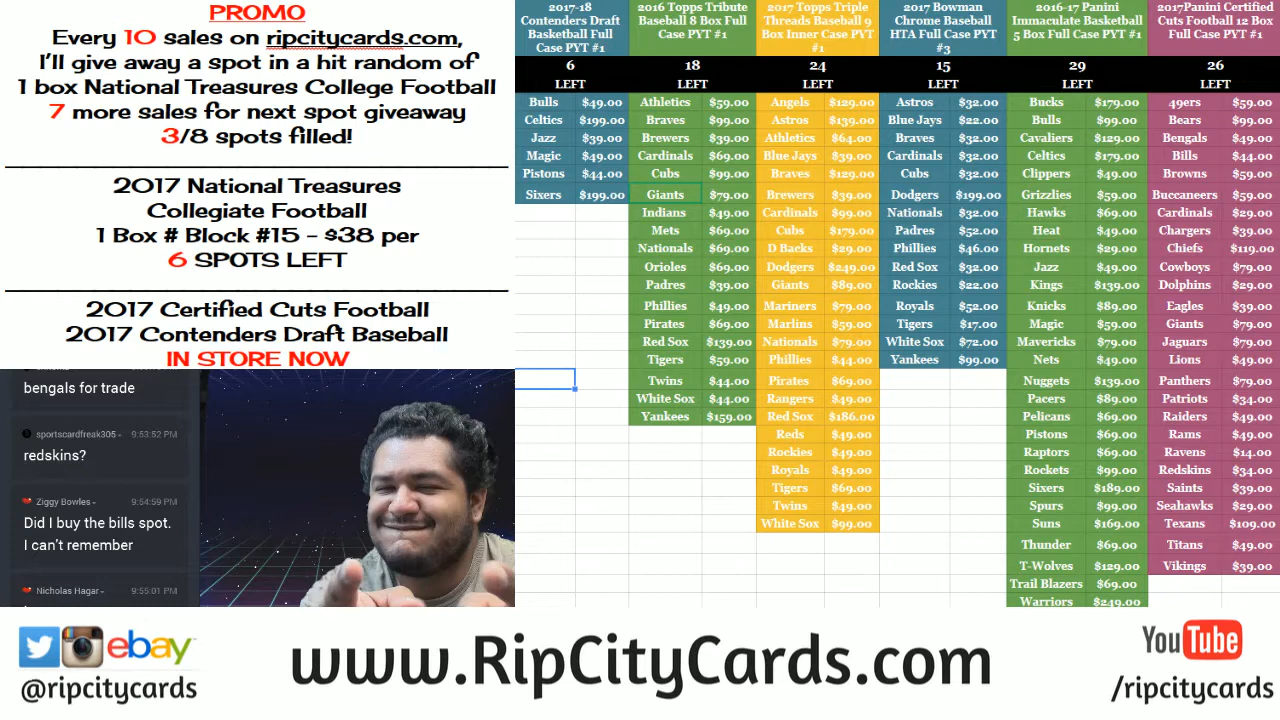 PROMO
Every 10 sales on ripcitycards.com,
I'll give away a spot in a hit random of
1 box National Treasures College Football
7 more sales for next spot giveaway
3/8 spots filled!
2017 National Treasures
Collegiate Football
1 Box # Block #15 - $38 per
6 SPOTS LEFT
2017 Certified Cuts Football
2017 Contenders Draft Baseball
IN STORE NOW
bengals for trade
sportscardfreak305 9:53:52 PM
redskins?
Ziggy Bowles 9:54:59 PM
Did I buy the bills spot.
I can't remember
Nicholas Hagar 9:55:01 PM
2017-18
Contenders Draft
Basketball Full
Case PYT #1
6
LEFT
Bulls $49.00
Celtics $199.00
Jazz $39.00
Magic $49.00
Pistons $44.00
Sixers $199.00
2016 Topps Tribute
Baseball 8 Box Full
Case PYT #1
18
LEFT
Athletics $59.00
Braves $99.00
Brewers $39.00
Cardinals $69.00
Cubs $99.00
Giants $79.00
Indians $49.00
Mets $69.00
Nationals $69.00
Orioles $69.00
Padres $39.00
Phillies $49.00
Pirates $69.00
Red Sox $139.00
Tigers $59.00
Twins $44.00
White Sox $44.00
Yankees $159.00
2017 Topps Triple
Threads Baseball 9
Box Inner Case PYT
#1
24
LEFT
Angels $129.00
Astros $139.00
Athletics $64.00
Blue Jays $39.00
Braves $129.00
Brewers $39.00
Cardinals $99.00
Cubs $179.00
D Backs $29.00
Dodgers $249.00
Giants $89.00
Mariners $79.00
Marlins $59.00
Nationals $79.00
Phillies $44.00
Pirates $69.00
Rangers $49.00
Red Sox $186.00
Reds $49.00
Rockies $49.00
Royals $49.00
Tigers $69.00
Twins $49.00
White Sox $99.00
2017 Bowman
Chrome Baseball
HTA Full Case PYT
#3
15
LEFT
Astros $32.00
Blue Jays $22.00
Braves $32.00
Cardinals $32.00
Cubs $32.00
Dodgers $199.00
Nationals $32.00
Padres $52.00
Phillies $46.00
Red Sox $32.00
Rockies $22.00
Royals $52.00
Tigers $17.00
White Sox $72.00
Yankees $99.00
2016-17 Panini
Immaculate Basketball
5 Box Full Case PYT #1
29
LEFT
Bucks $179.00
Bulls $99.00
Cavaliers $129.00
Celtics $179.00
Clippers $49.00
Grizzlies $59.00
Hawks $69.00
Heat $49.00
Hornets $29.00
Jazz $49.00
Kings $139.00
Knicks $89.00
Magic $59.00
Mavericks $79.00
Nets $49.00
Nuggets $139.00
Pacers $89.00
Pelicans $69.00
Pistons $49.00
Raptors $69.00
Rockets $99.00
Sixers $189.00
Spurs $99.00
Suns $169.00
Thunder $69.00
T-Wolves $129.00
Trail Blazers $69.00
Warriors $249.00
2017Panini Certified
Cuts Football 12 Box
Full Case PYT #1
26
LEFT
49ers $59.00
Bears $99.00
Bengals $49.00
Bills $44.00
Browns $59.00
Buccaneers $59.00
Cardinals $29.00
Chargers $39.00
Chiefs $119.00
Cowboys $79.00
Dolphins $29.00
Eagles $39.00
Giants $79.00
Jaguars $79.00
Lions $49.00
Panthers $79.00
Patriots $34.00
Raiders $49.00
Rams $49.00
Ravens $14.00
Redskins $34.00
Saints $39.00
Seahawks $29.00
Texans $109.00
Titans $49.00
Vikings $39.00
ebay
@ripcitycards
www.RipCityCards.com
YouTube
/ripcitycards